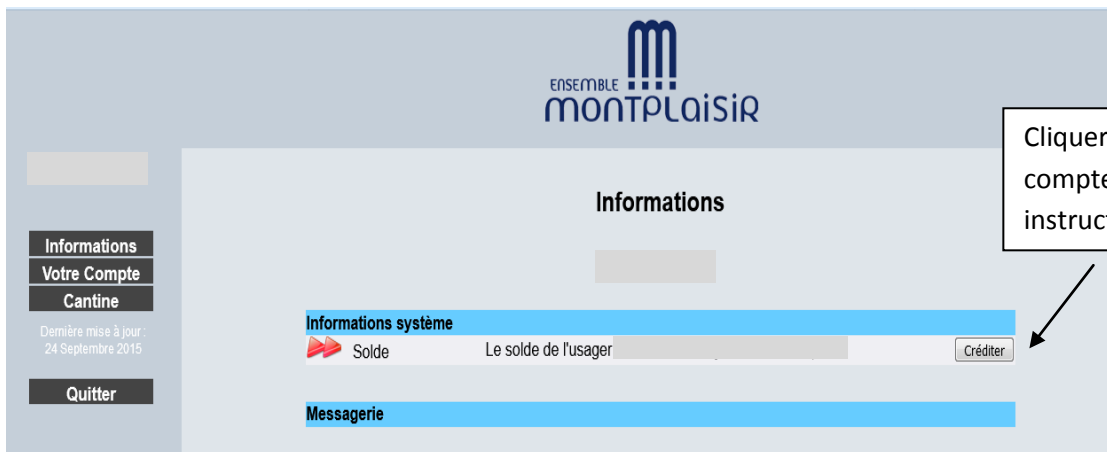 ENSEMBLE
MONTPLAISIR
Informations
Informations
Votre Compte
Cantine
Dernière mise à jour :
24 Septembre 2015
Quitter
Informations système
Solde Le solde de l'usager Créditer
Messagerie
Cliquer
compte
instruct